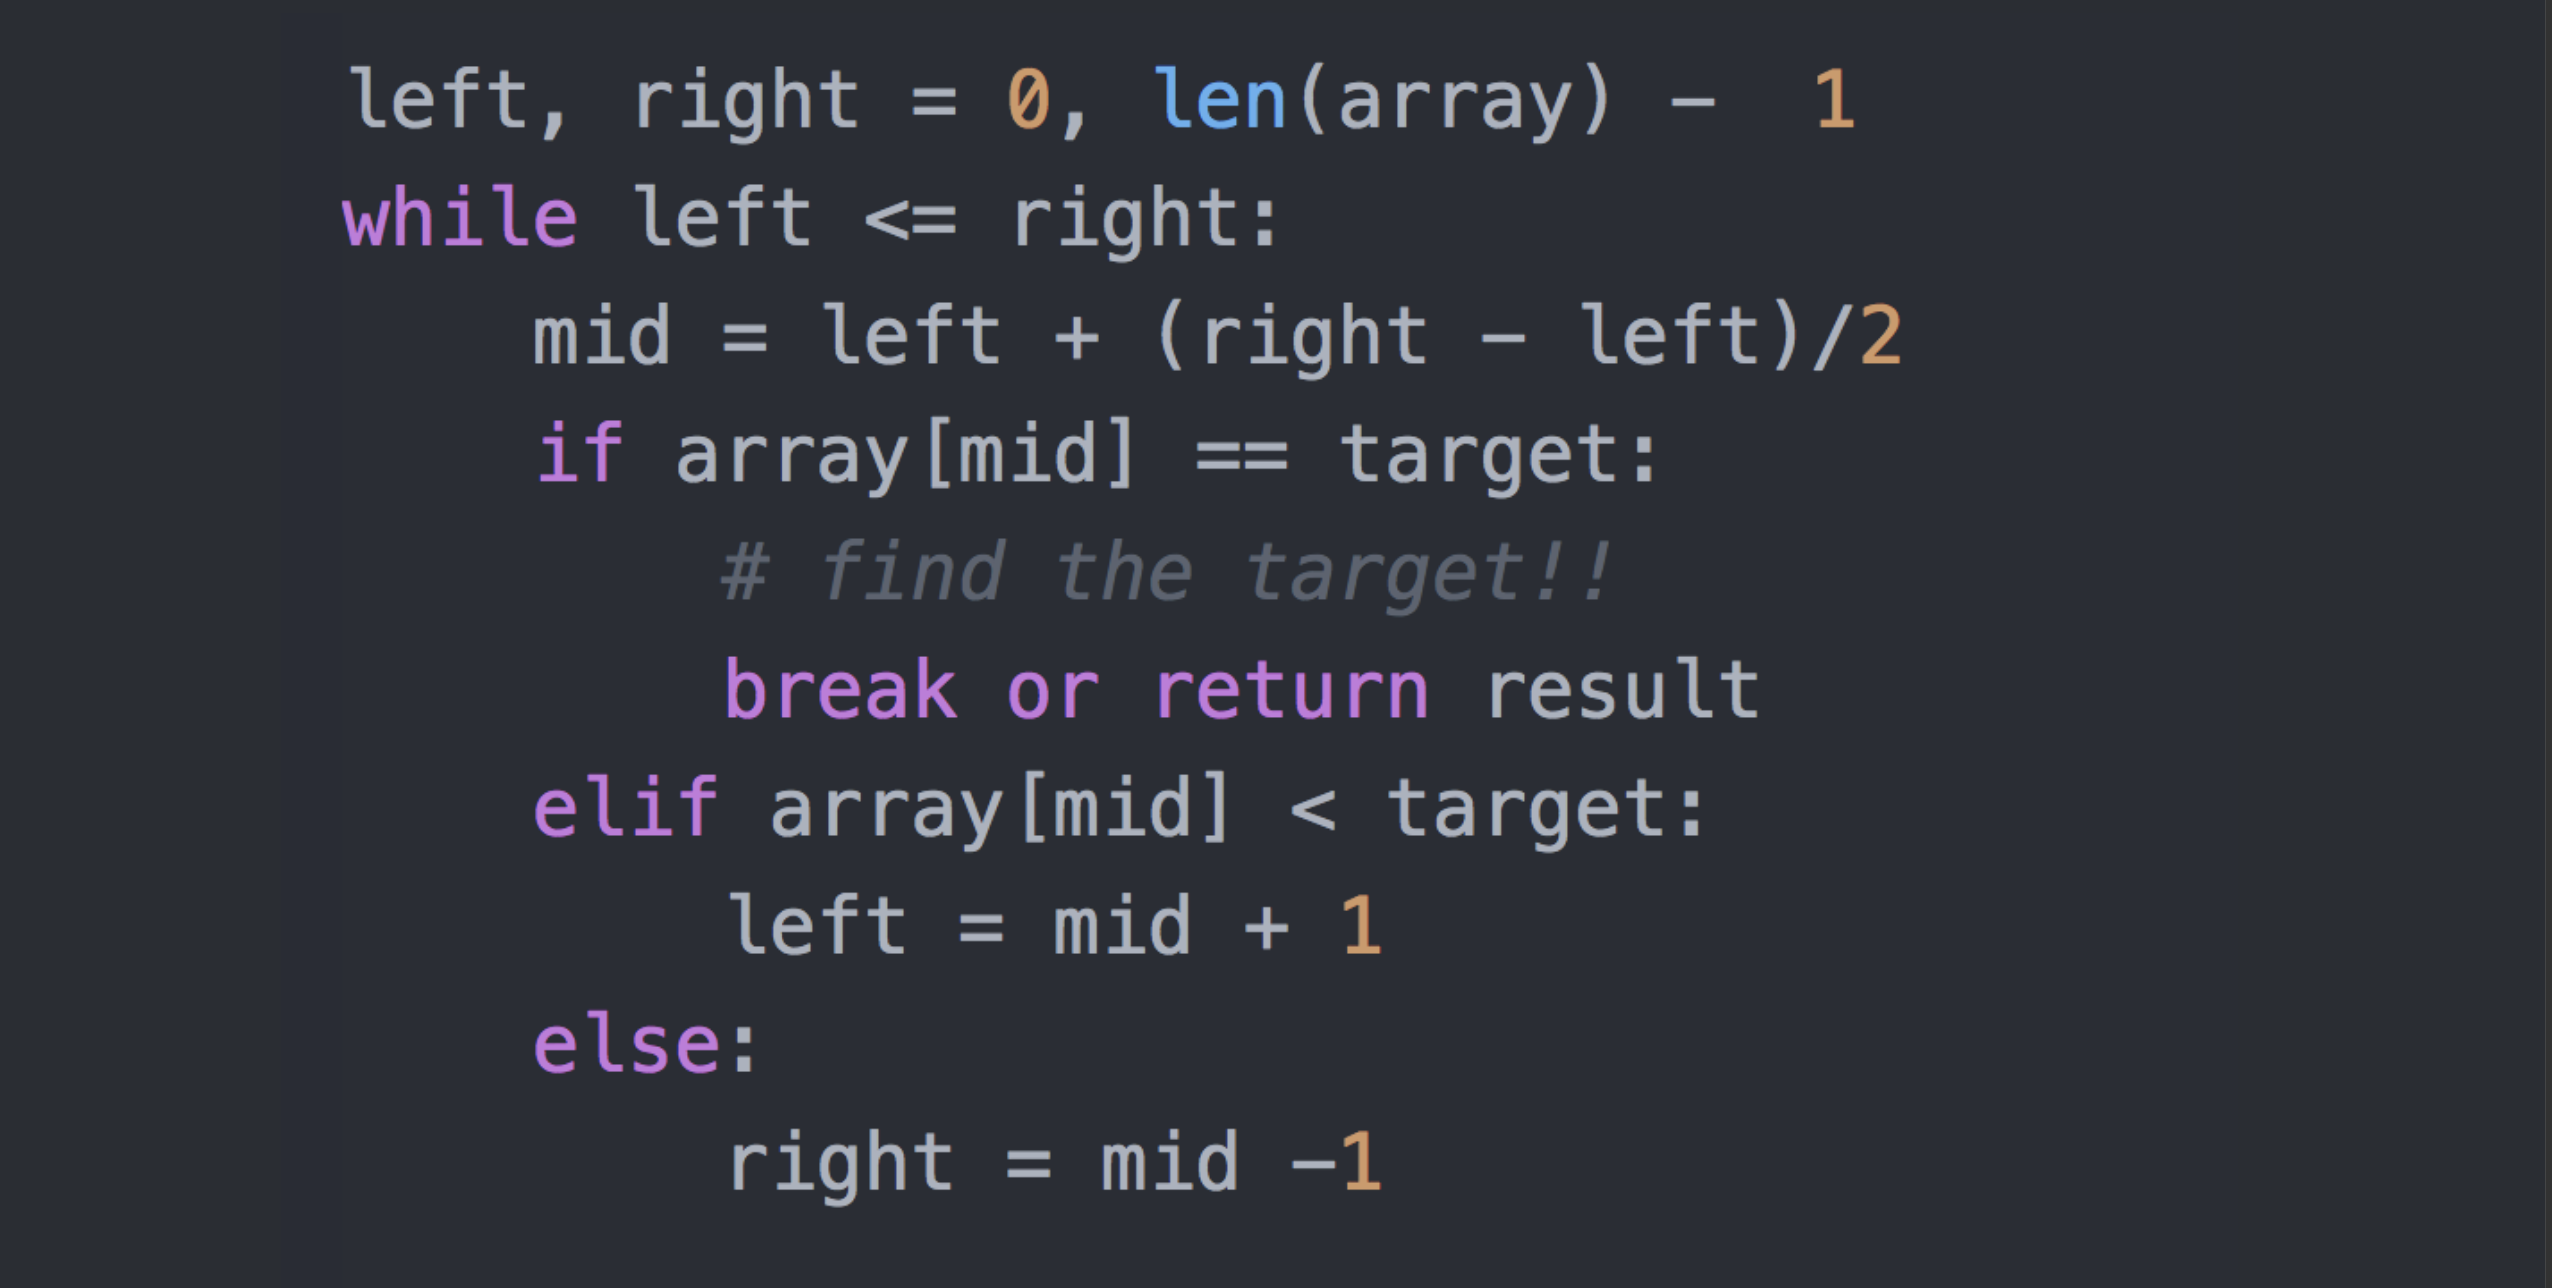 left, right = 0, len(array) -  1
while left <= right:
    mid = left + (right - left)/2
    if array[mid] == target:
        # find the target!!
        break or return result
    elif array[mid] < target:
        left = mid + 1
    else:
        right = mid -1